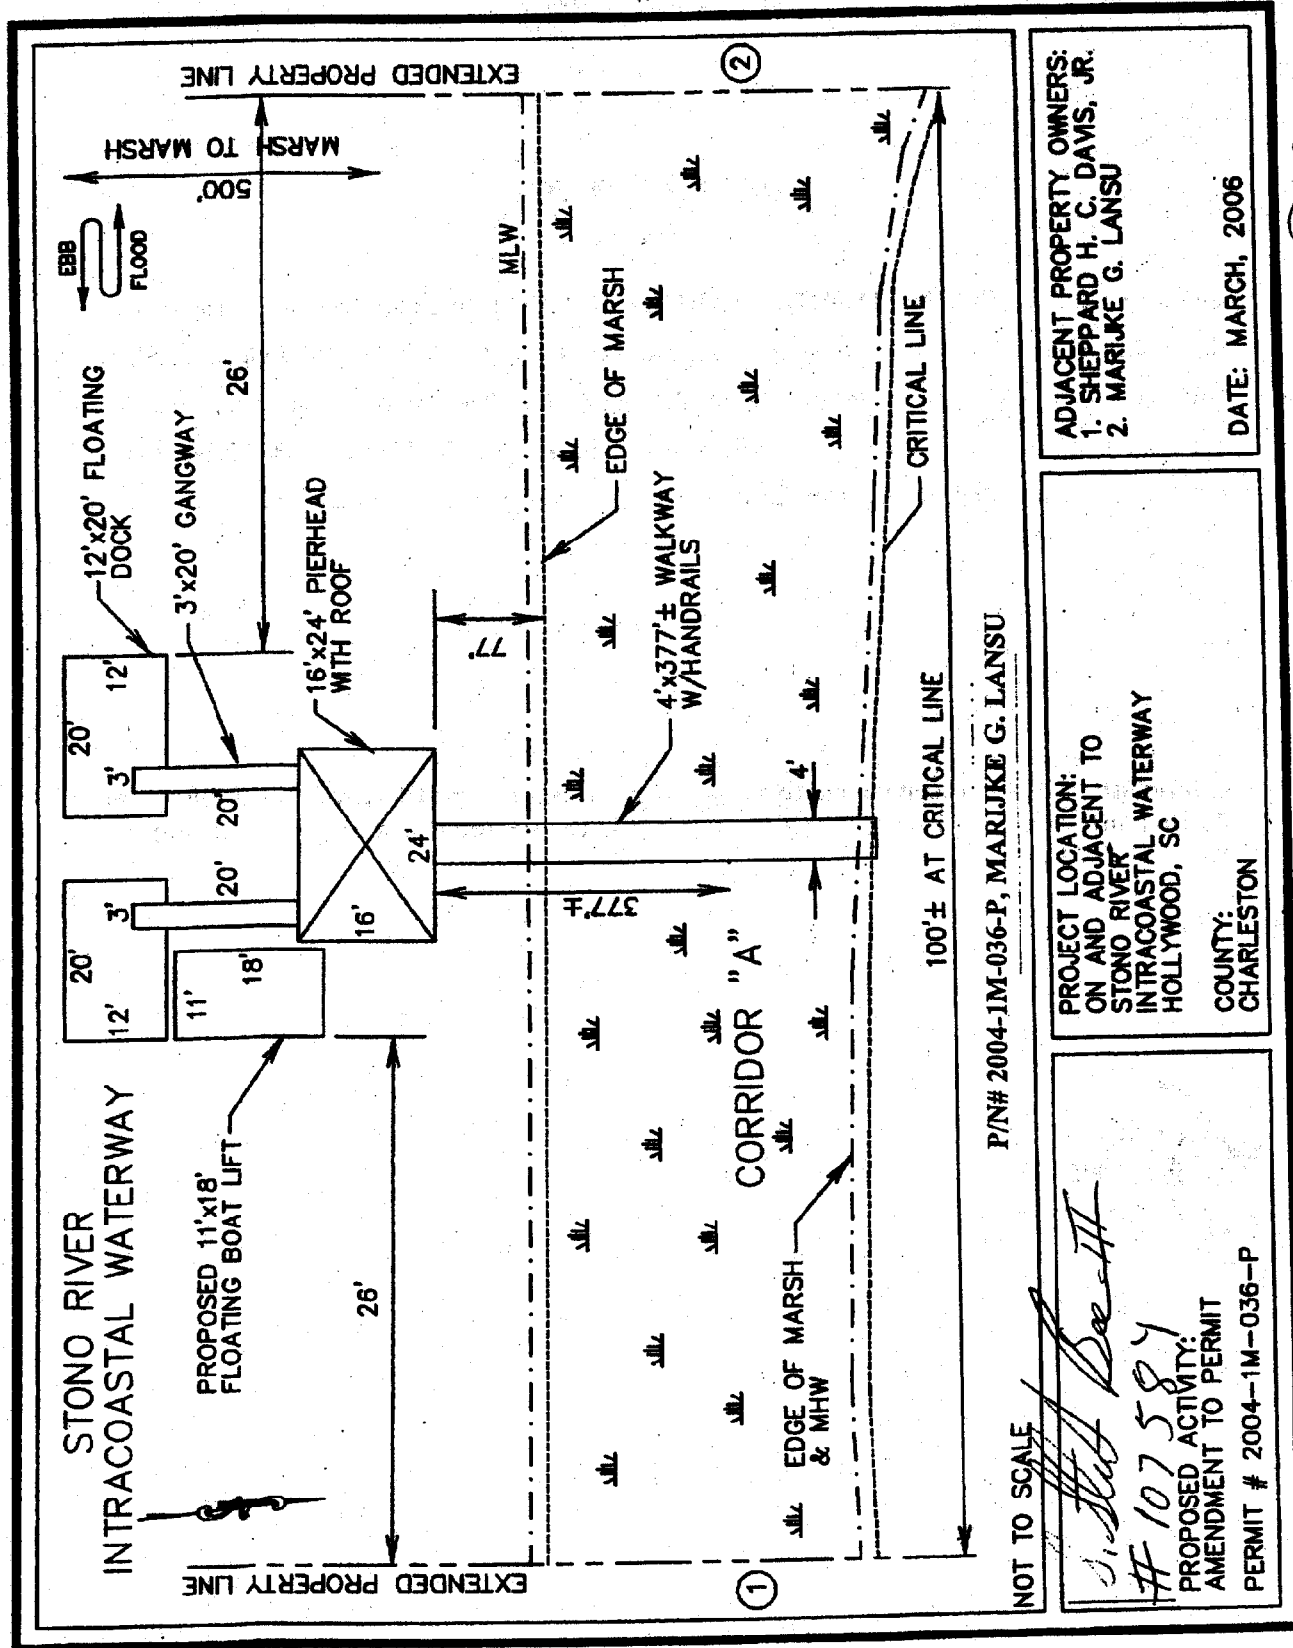 STONO RIVER
INTRACOASTAL WATERWAY
EXTENDED PROPERTY LINE
EXTENDED PROPERTY LINE
PROPOSED 11'x18'
FLOATING BOAT LIFT
26'
20'
12'
3'
11'
18'
20'
20'
3'
12'
20'
16'
24'
12'x20' FLOATING
DOCK
3'x20' GANGWAY
16'x24' PIERHEAD
WITH ROOF
26'
EBB
FLOOD
500'
MARSH TO MARSH
MLW
77'
EDGE OF MARSH
4'x377'± WALKWAY
W/HANDRAILS
377'±
4'
CORRIDOR "A"
EDGE OF MARSH
& MHW
CRITICAL LINE
1
2
100'± AT CRITICAL LINE
P/N# 2004-1M-036-P, MARIJKE G. LANSU
NOT TO SCALE
# 107584
PROPOSED ACTIVITY:
AMENDMENT TO PERMIT
PERMIT # 2004-1M-036-P
PROJECT LOCATION:
ON AND ADJACENT TO
STONO RIVER
INTRACOASTAL WATERWAY
HOLLYWOOD, SC
COUNTY:
CHARLESTON
ADJACENT PROPERTY OWNERS:
1. SHEPPARD H. C. DAVIS, JR.
2. MARIJKE G. LANSU
DATE: MARCH, 2006